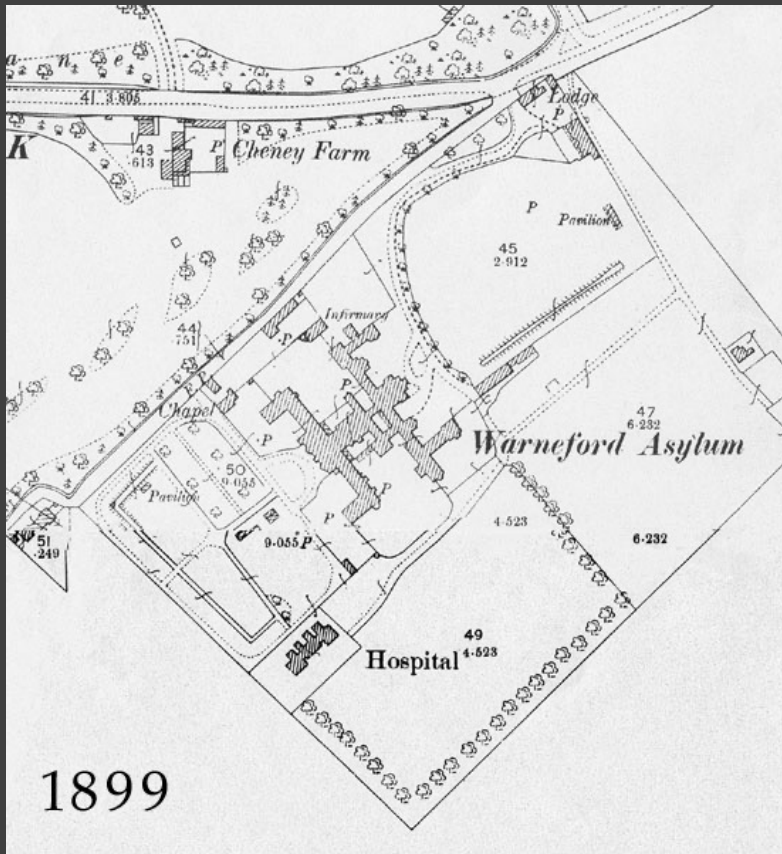 a n e
41 3·805
Lodge
P
K
43
613
P
Cheney Farm
P
Pavilion
45
2·912
44
751
Infirmary
P
P
Chapel
P
50
9·055
47
6·232
Warneford Asylum
Pavilion
P
P
4·523
6·232
51
·249
9·055 P
49
4·523
Hospital
1899